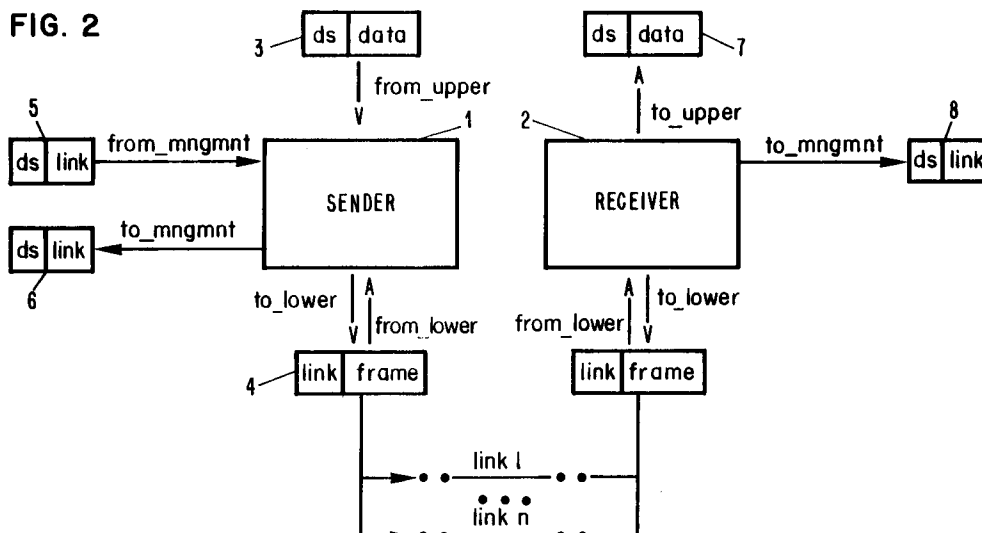 FIG. 2
3 ds data
ds data 7
from_upper
to_upper
5
1
2
8
ds link
from_mngmnt
to_mngmnt
ds link
SENDER
RECEIVER
ds link
to_mngmnt
6
to_lower
from_lower
from_lower
to_lower
4 link frame
link frame
link 1
link n